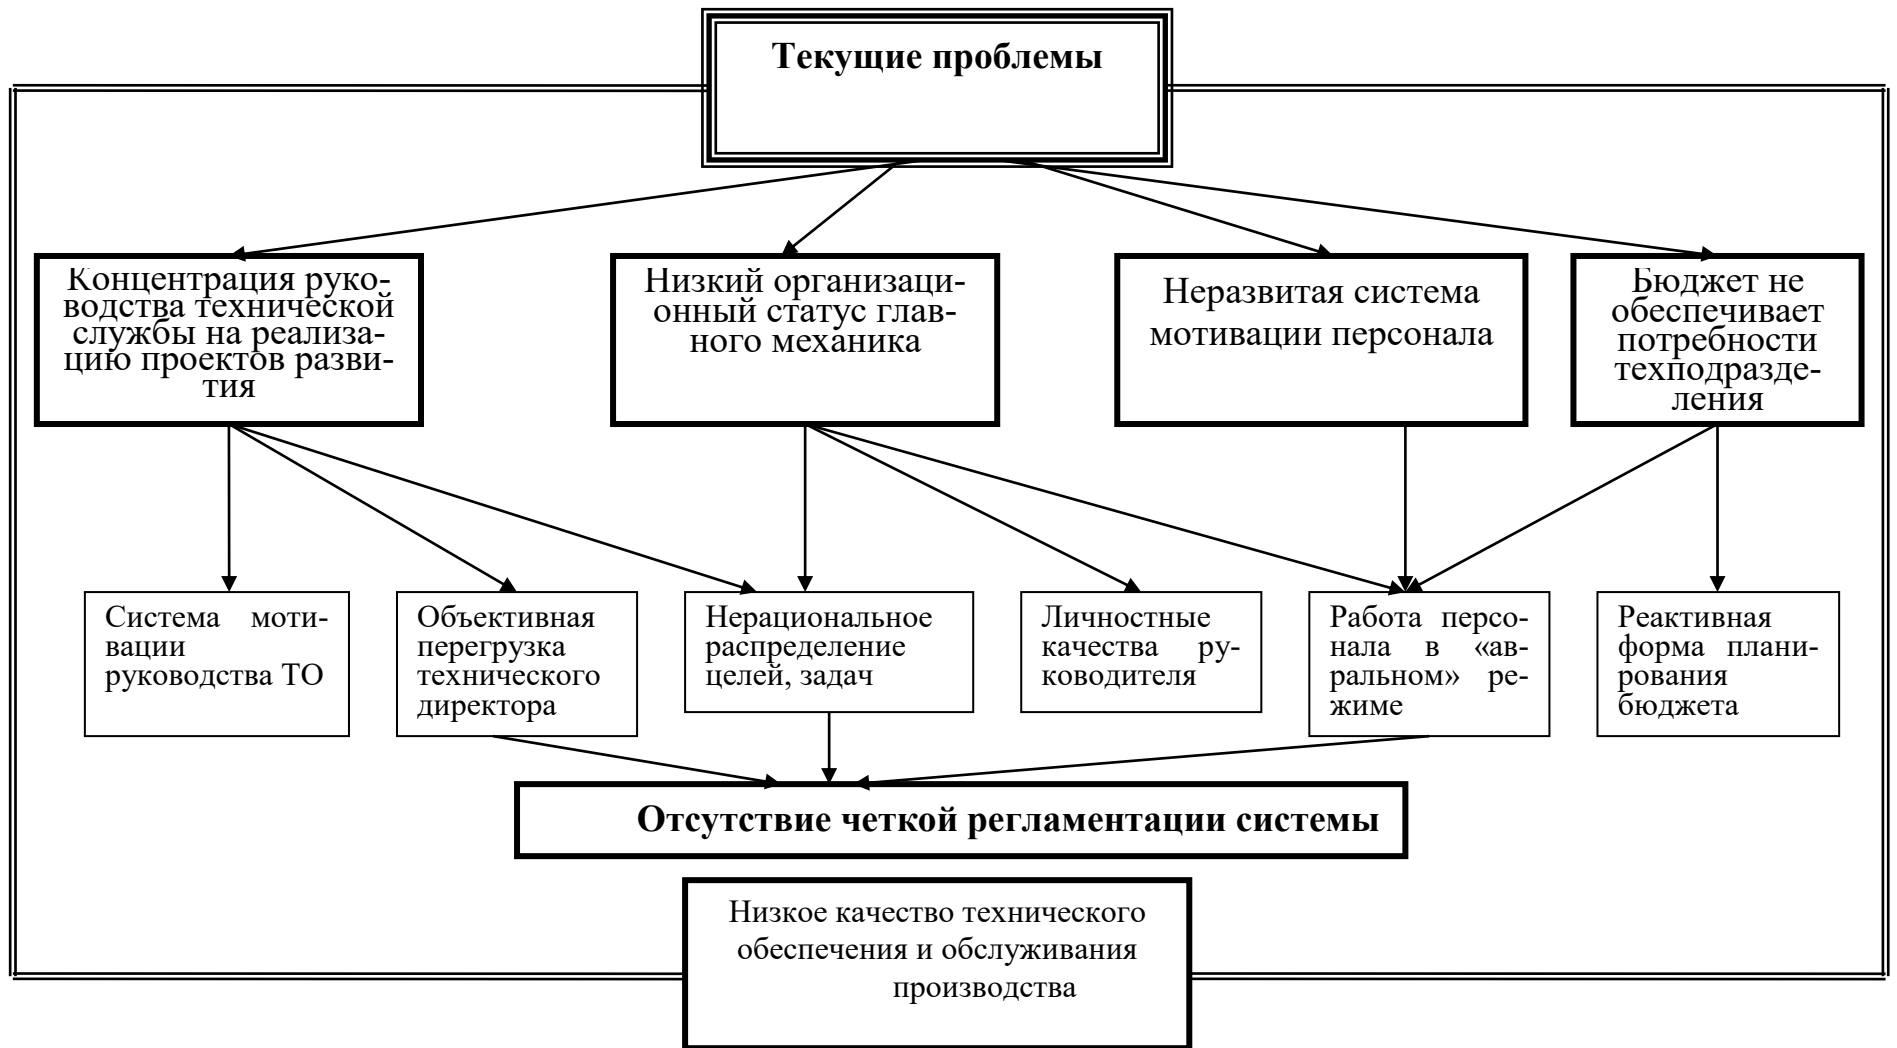 Текущие проблемы
Концентрация руко-
водства технической
службы на реализа-
цию проектов разви-
тия
Низкий организаци-
онный статус глав-
ного механика
Неразвитая система
мотивации персонала
Бюджет не
обеспечивает
потребности
техподразде-
ления
Система моти-
вации
руководства ТО
Объективная
перегрузка
технического
директора
Нерациональное
распределение
целей, задач
Личностные
качества ру-
ководителя
Работа персо-
нала в «ав-
ральном» ре-
жиме
Реактивная
форма плани-
рования
бюджета
Отсутствие четкой регламентации системы
Низкое качество технического
обеспечения и обслуживания
производства